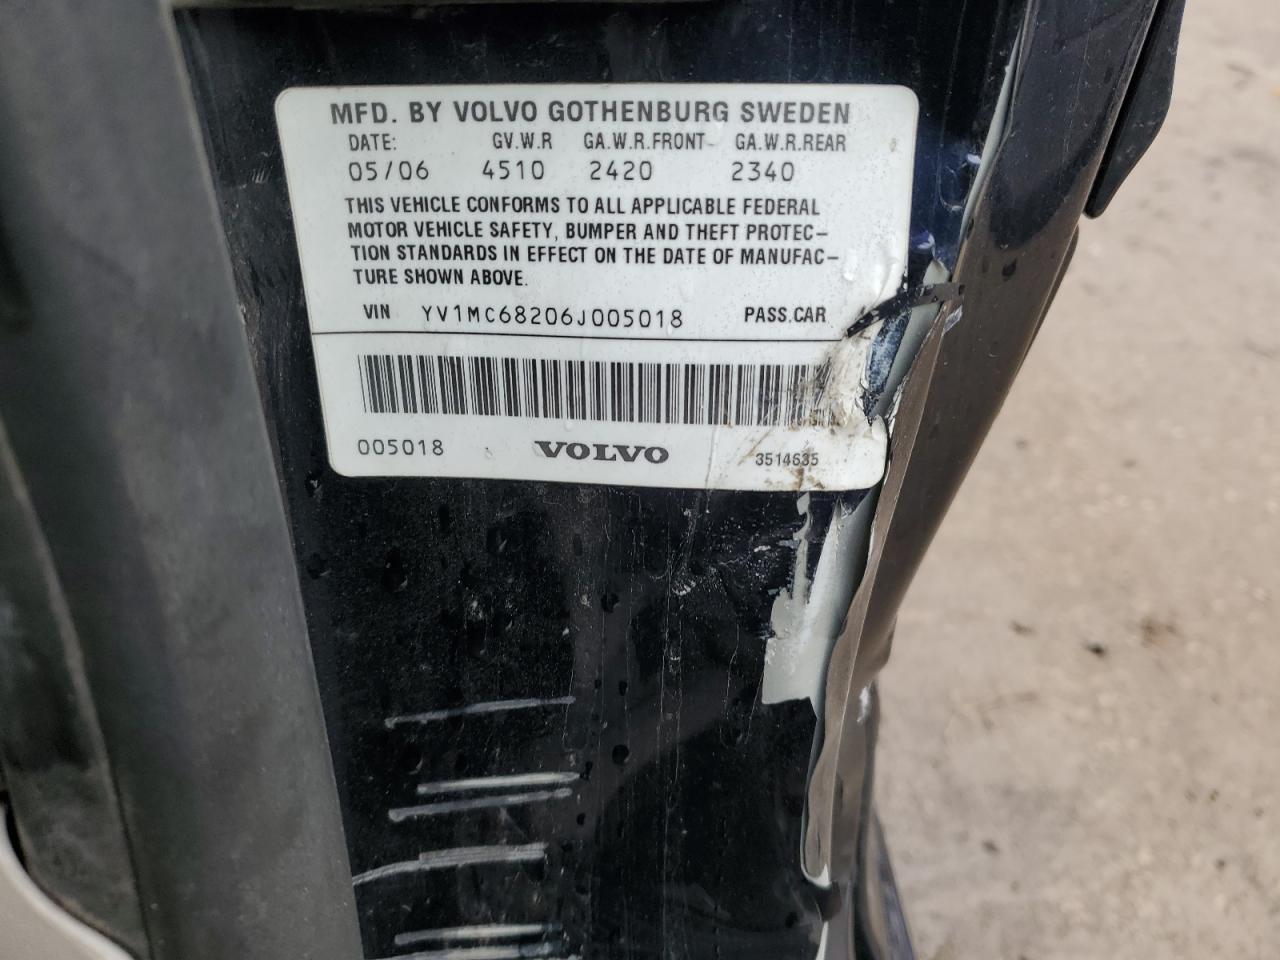 MFD. BY VOLVO GOTHENBURG SWEDEN
DATE: GV.W.R GA.W.R.FRONT GA.W.R.REAR
05/06 4510 2420 2340
THIS VEHICLE CONFORMS TO ALL APPLICABLE FEDERAL
MOTOR VEHICLE SAFETY, BUMPER AND THEFT PROTEC-
TION STANDARDS IN EFFECT ON THE DATE OF MANUFAC-
TURE SHOWN ABOVE.
VIN YV1MC68206J005018 PASS.CAR
005018 VOLVO 3514635